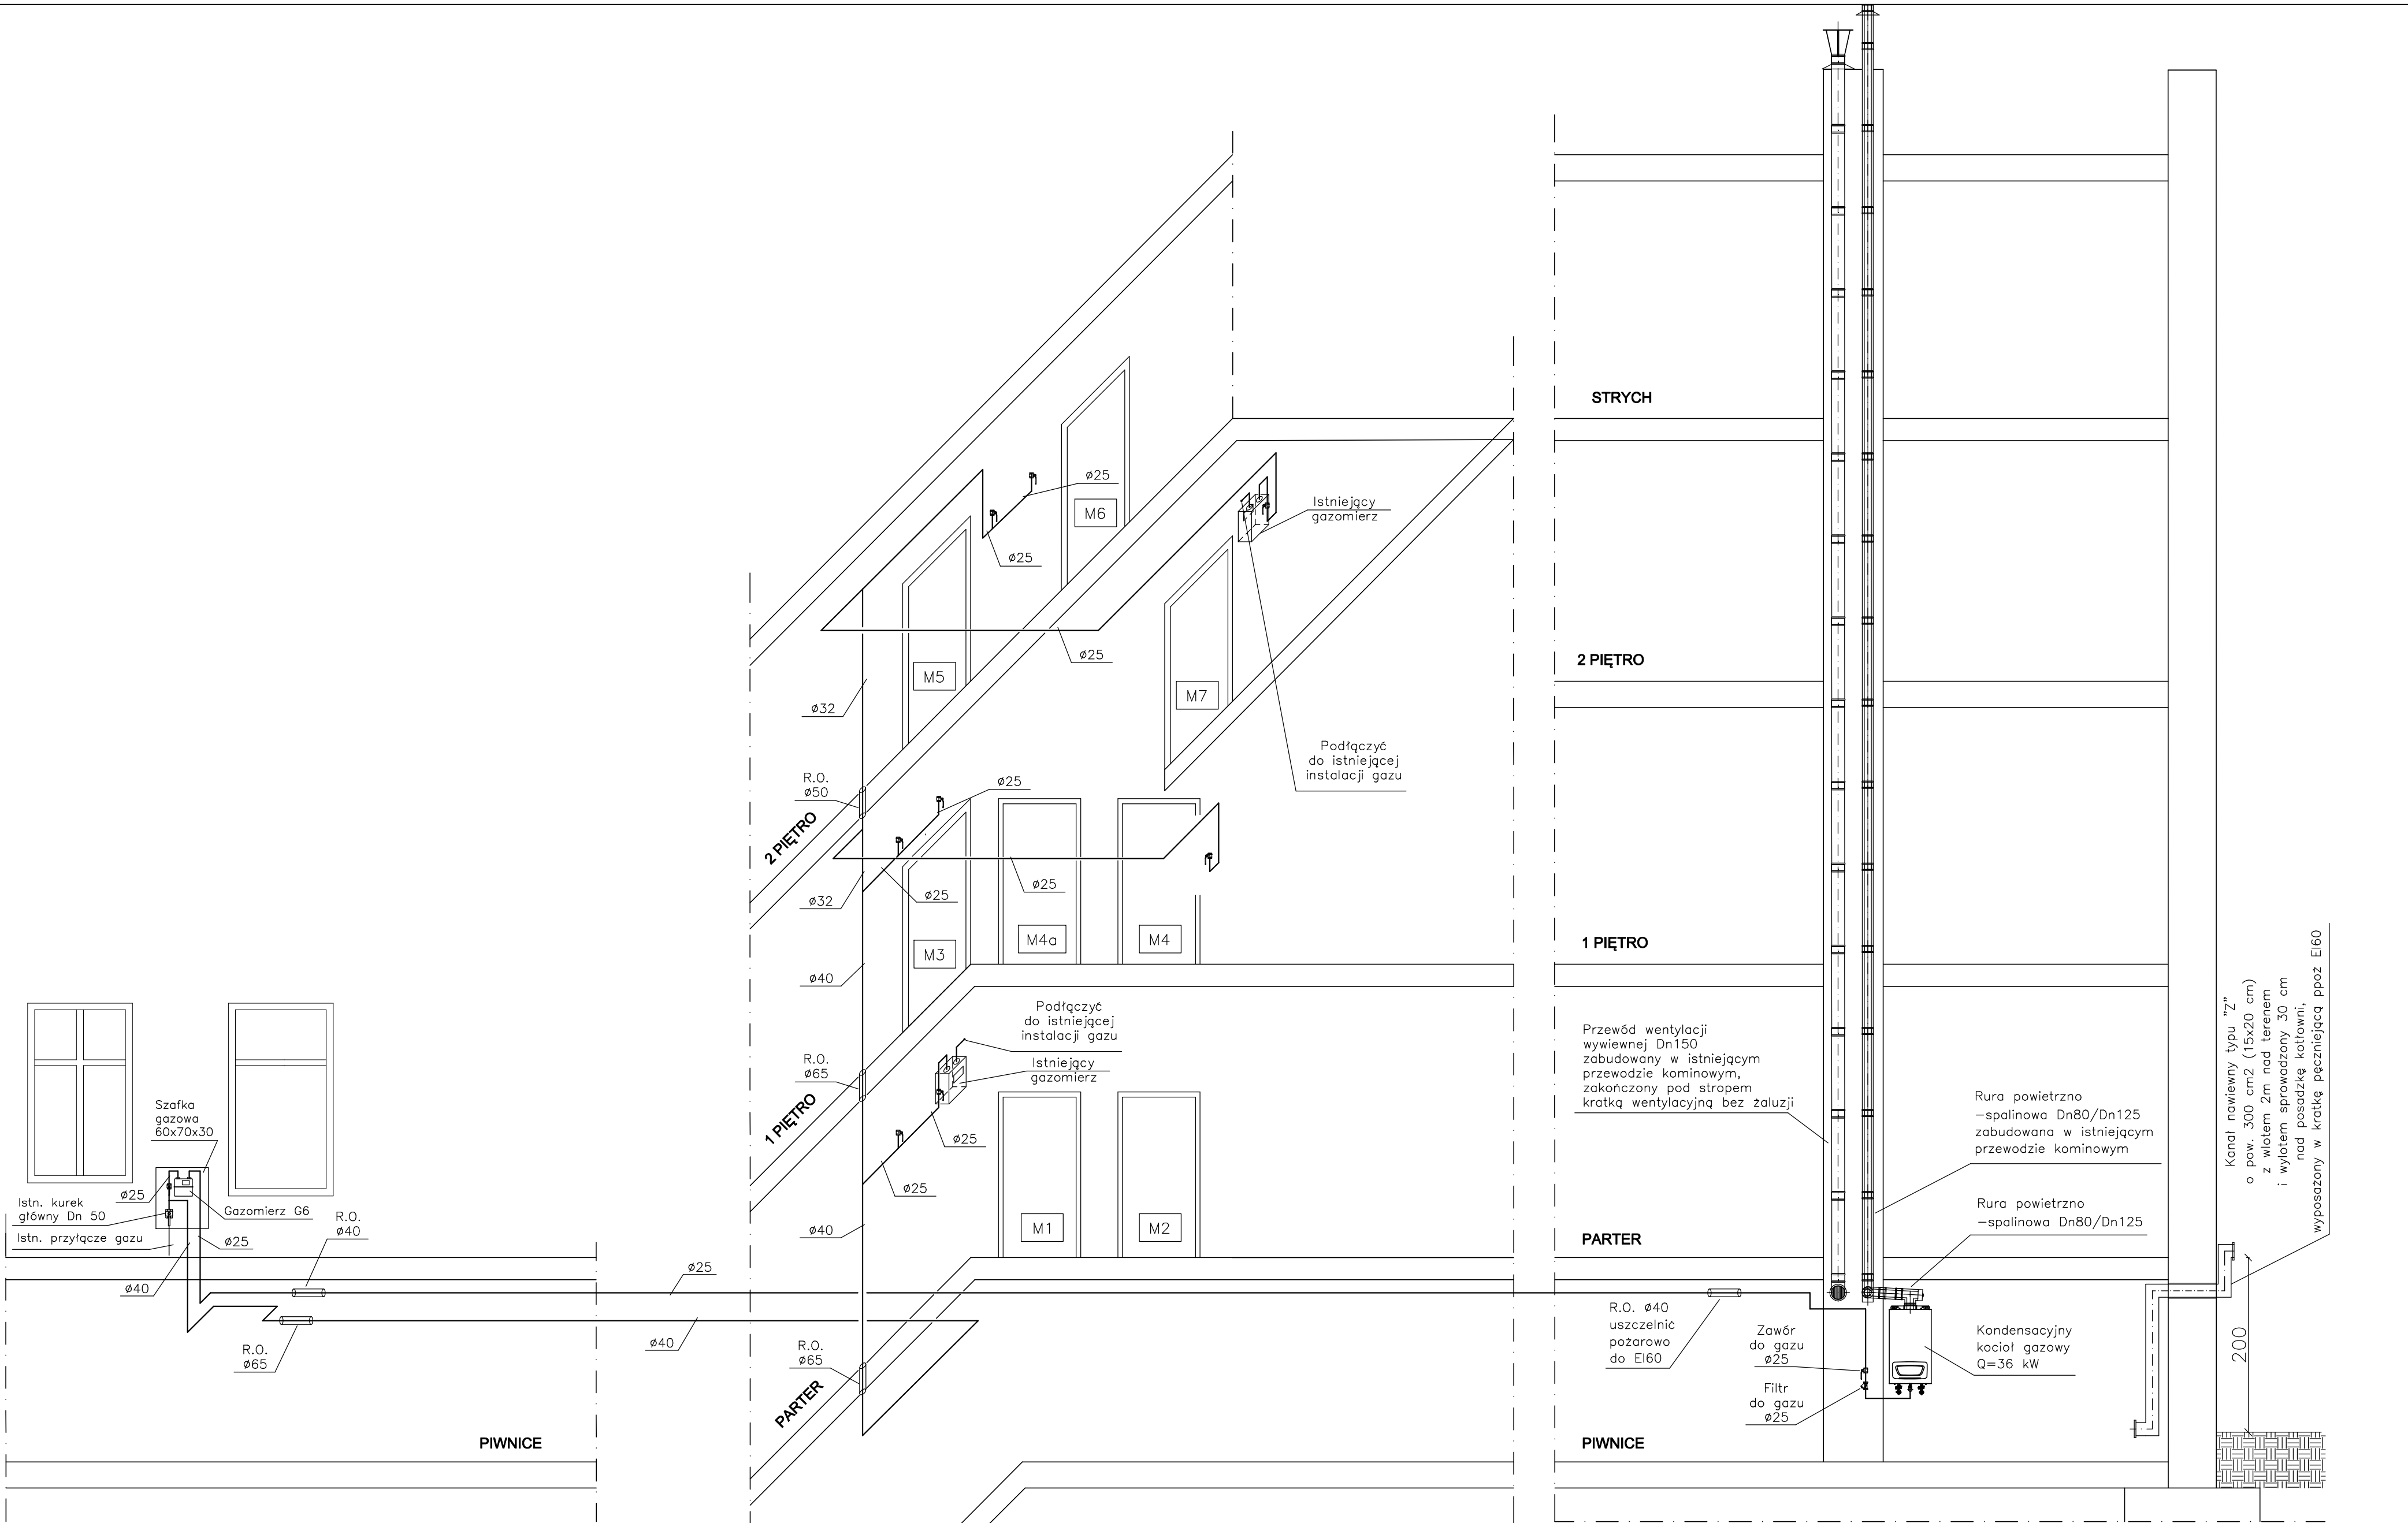 STRYCH
ø25
M6
ø25
Istniejący
gazomierz
ø25
M5
M7
ø32
2 PIĘTRO
Podłączyć
do istniejącej
instalacji gazu
R.O.
ø50
ø25
2 PIĘTRO
ø32
ø25
ø25
M3
M4a
M4
1 PIĘTRO
ø40
Podłączyć
do istniejącej
instalacji gazu
Istniejący
gazomierz
R.O.
ø65
1 PIĘTRO
ø25
ø25
M1
M2
ø40
PARTER
Szafka
gazowa
60x70x30
ø25
Istn. kurek
główny Dn 50
Istn. przyłącze gazu
Gazomierz G6
ø25
R.O.
ø40
ø40
R.O.
ø65
ø25
ø40
R.O.
ø65
PARTER
PIWNICE
Przewód wentylacji
wywiewnej Dn150
zabudowany w istniejącym
przewodzie kominowym,
zakończony pod stropem
kratką wentylacyjną bez żaluzji
Rura powietrzno
-spalinowa Dn80/Dn125
zabudowana w istniejącym
przewodzie kominowym
Rura powietrzno
-spalinowa Dn80/Dn125
R.O. ø40
uszczelnić
pożarowo
do EI60
Zawór
do gazu
ø25
Filtr
do gazu
ø25
Kondensacyjny
kocioł gazowy
Q=36 kW
PIWNICE
Kanał nawiewny typu "Z"
o pow. 300 cm2 (15x20 cm)
z wlotem 2m nad terenem
i wylotem sprowadzony 30 cm
nad posadzkę kotłowni,
wyposażony w kratkę pęczniejącą ppoż EI60
200